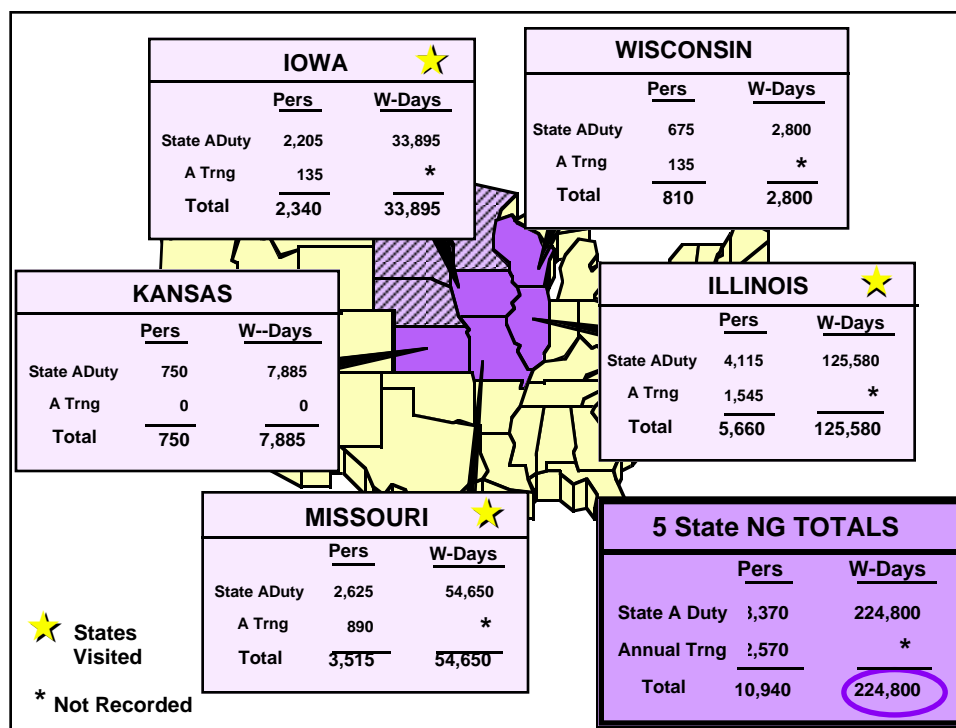 IOWA
Pers W-Days
State ADuty 2,205 33,895
A Trng 135 *
Total 2,340 33,895
WISCONSIN
Pers W-Days
State ADuty 675 2,800
A Trng 135 *
Total 810 2,800
KANSAS
Pers W--Days
State ADuty 750 7,885
A Trng 0 0
Total 750 7,885
ILLINOIS
Pers W-Days
State ADuty 4,115 125,580
A Trng 1,545 *
Total 5,660 125,580
MISSOURI
Pers W-Days
State ADuty 2,625 54,650
A Trng 890 *
Total 3,515 54,650
5 State NG TOTALS
Pers W-Days
State A Duty ,370 224,800
Annual Trng ,570 *
Total 10,940 224,800
States
Visited
* Not Recorded